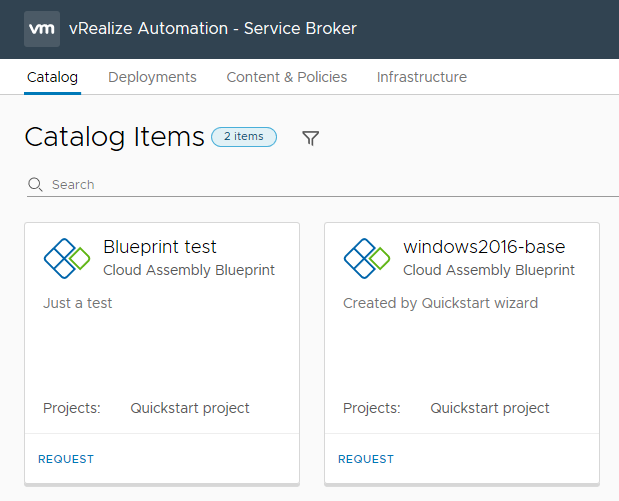 vm vRealize Automation - Service Broker
Catalog Deployments Content & Policies Infrastructure
Catalog Items 2 items
Search
Blueprint test
Cloud Assembly Blueprint
Just a test
Projects: Quickstart project
REQUEST
windows2016-base
Cloud Assembly Blueprint
Created by Quickstart wizard
Projects: Quickstart project
REQUEST